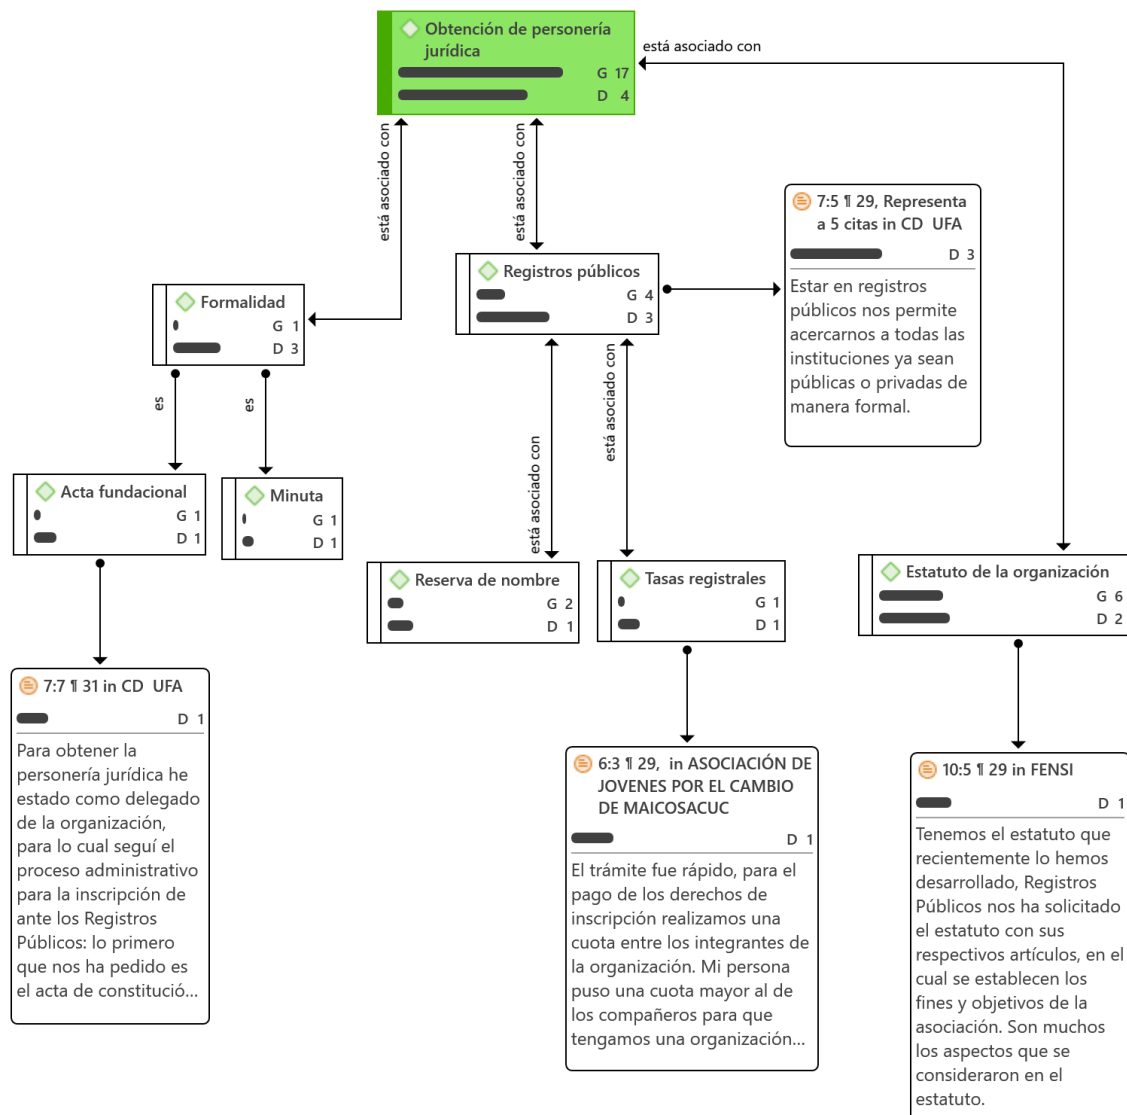 Obtención de personería
jurídica
G 17
D 4
está asociado con
está asociado con
está asociado con
7:5 ¶ 29, Representa
a 5 citas in CD UFA
D 3
Estar en registros
públicos nos permite
acercarnos a todas las
instituciones ya sean
públicas o privadas de
manera formal.
Registros públicos
G 4
D 3
Formalidad
G 1
D 3
es
es
está asociado con
está asociado con
Acta fundacional
G 1
D 1
Minuta
G 1
D 1
Reserva de nombre
G 2
D 1
Tasas registrales
G 1
D 1
Estatuto de la organización
G 6
D 2
7:7 ¶ 31 in CD UFA
D 1
Para obtener la
personería jurídica he
estado como delegado
de la organización,
para lo cual seguí el
proceso administrativo
para la inscripción de
ante los Registros
Públicos: lo primero
que nos ha pedido es
el acta de constitució...
6:3 ¶ 29, in ASOCIACIÓN DE
JOVENES POR EL CAMBIO
DE MAICOSACUC
D 1
El trámite fue rápido, para el
pago de los derechos de
inscripción realizamos una
cuota entre los integrantes de
la organización. Mi persona
puso una cuota mayor al de
los compañeros para que
tengamos una organización...
10:5 ¶ 29 in FENSI
D 1
Tenemos el estatuto que
recientemente lo hemos
desarrollado, Registros
Públicos nos ha solicitado
el estatuto con sus
respectivos artículos, en el
cual se establecen los
fines y objetivos de la
asociación. Son muchos
los aspectos que se
consideraron en el
estatuto.